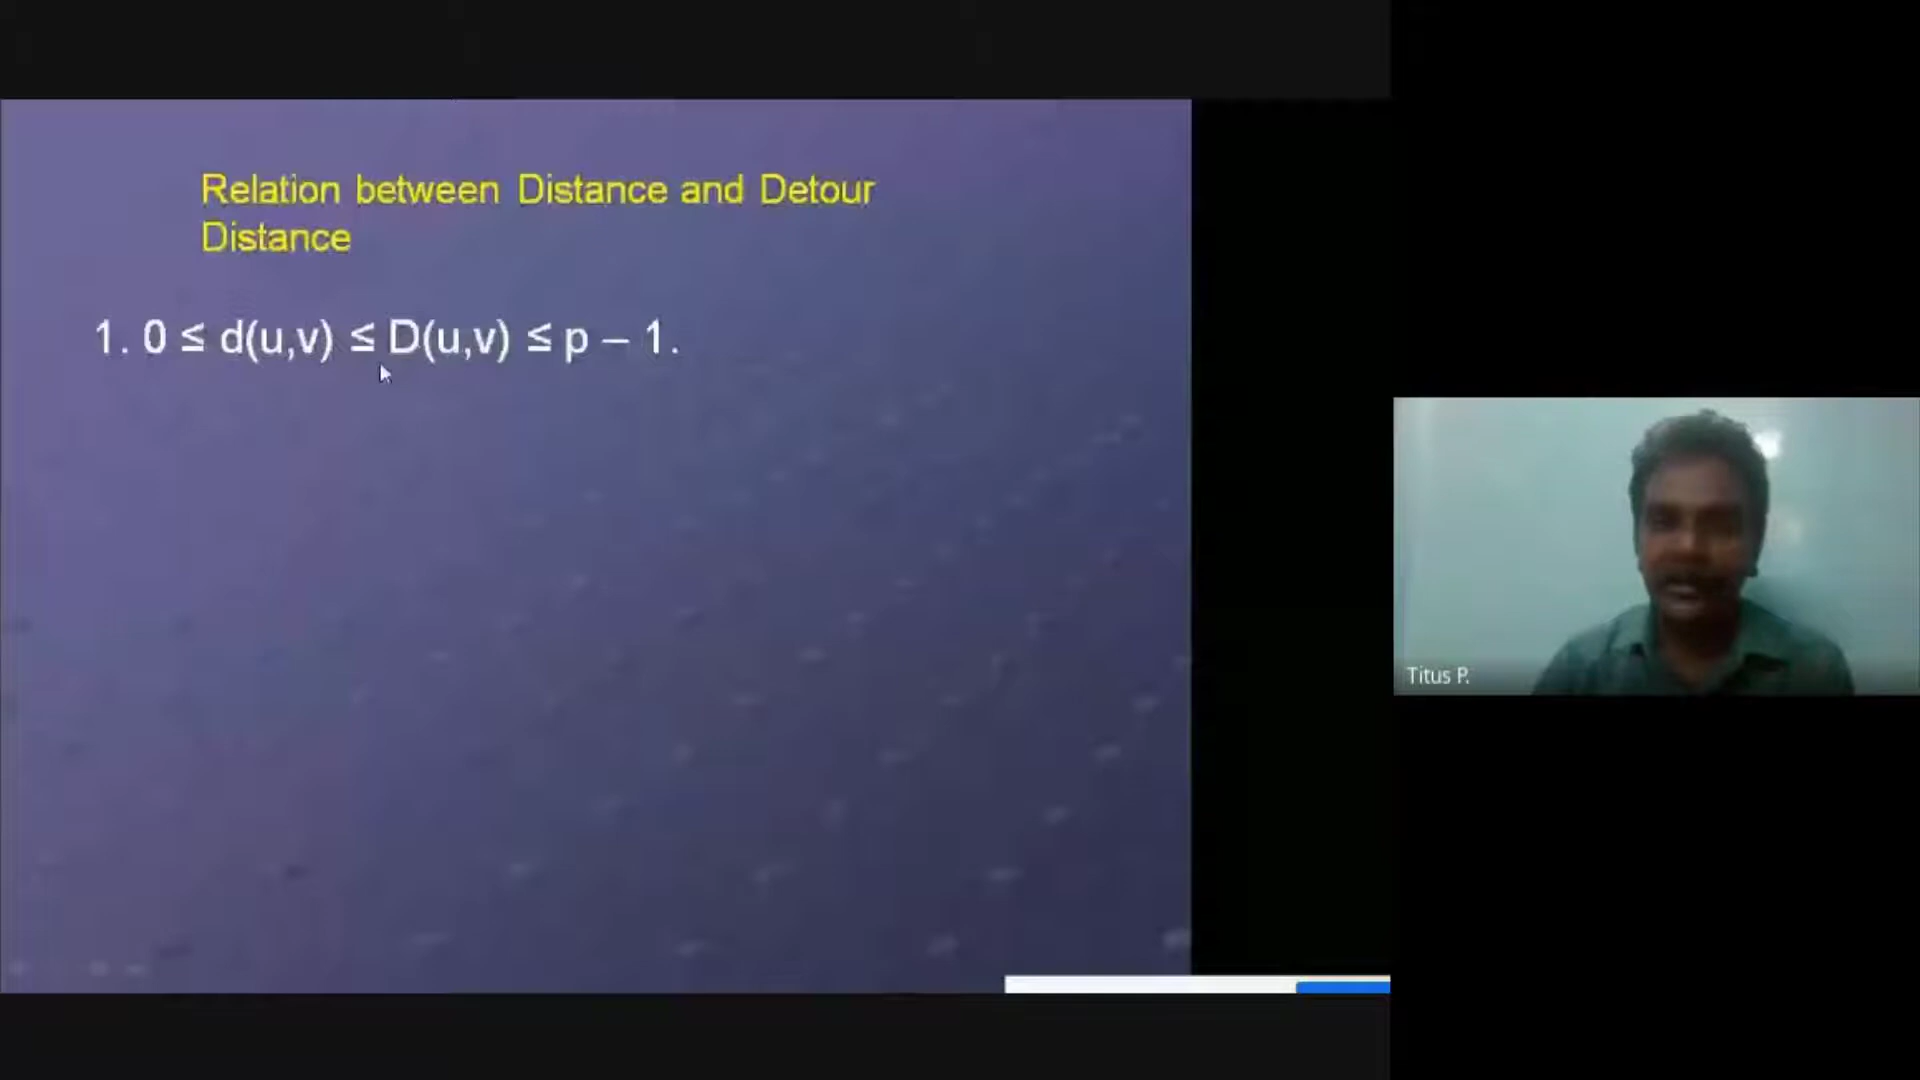 Relation between Distance and Detour
Distance
1. 0 ≤ d(u,v) ≤ D(u,v) ≤ p – 1.
Titus P.